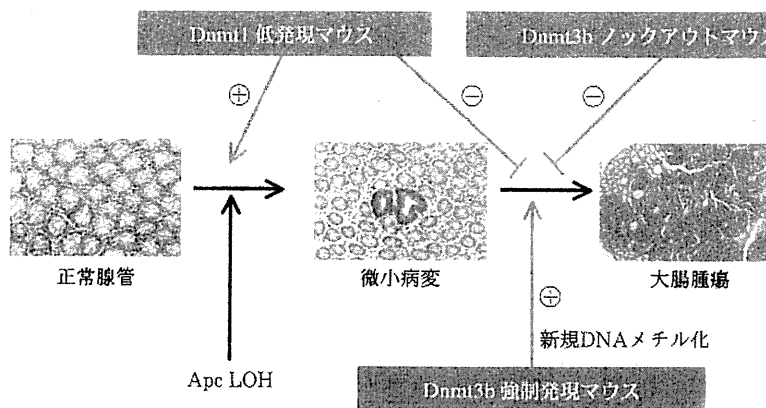 Dnmt1 低発現マウス
Dnmt3b ノックアウトマウス
⊕
⊖
⊖
正常腺管
微小病変
大腸腫瘍
⊕
新規DNAメチル化
Apc LOH
Dnmt3b 強制発現マウス